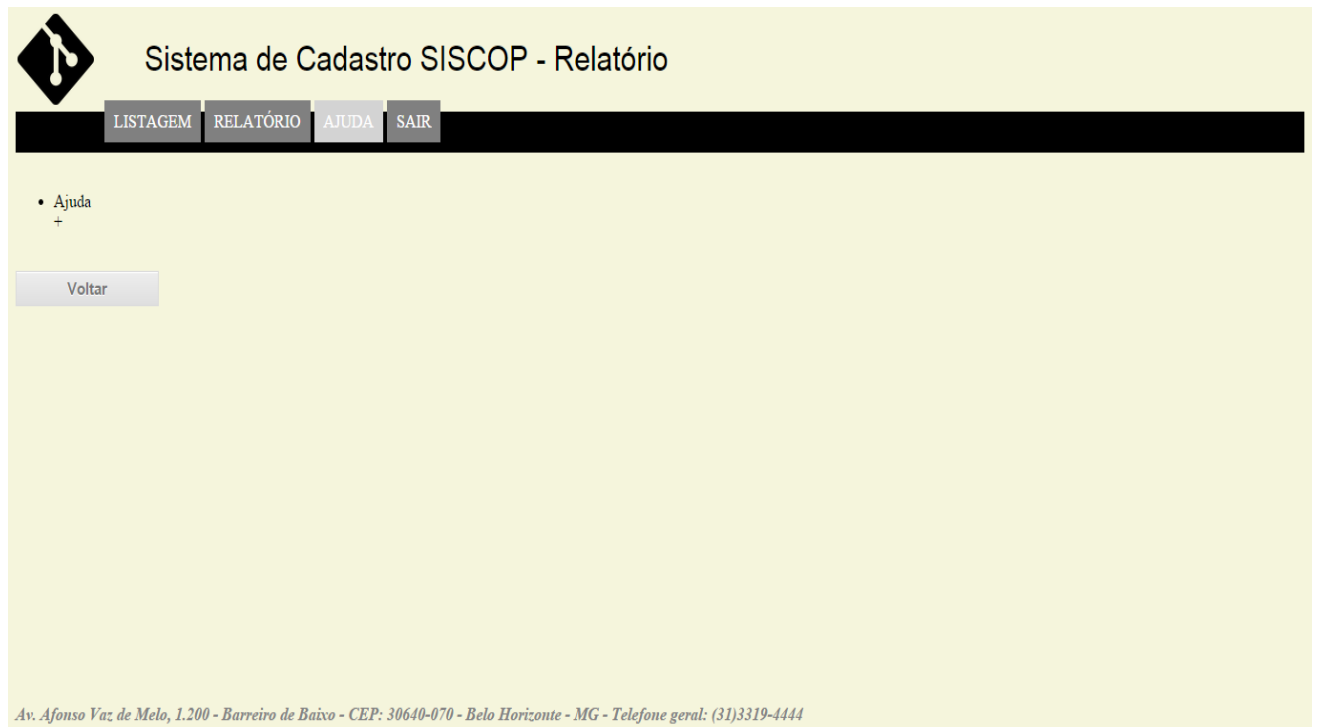 Sistema de Cadastro SISCOP - Relatório
LISTAGEM RELATÓRIO AJUDA SAIR
• Ajuda
+
Voltar
Av. Afonso Vaz de Melo, 1.200 - Barreiro de Baixo - CEP: 30640-070 - Belo Horizonte - MG - Telefone geral: (31)3319-4444